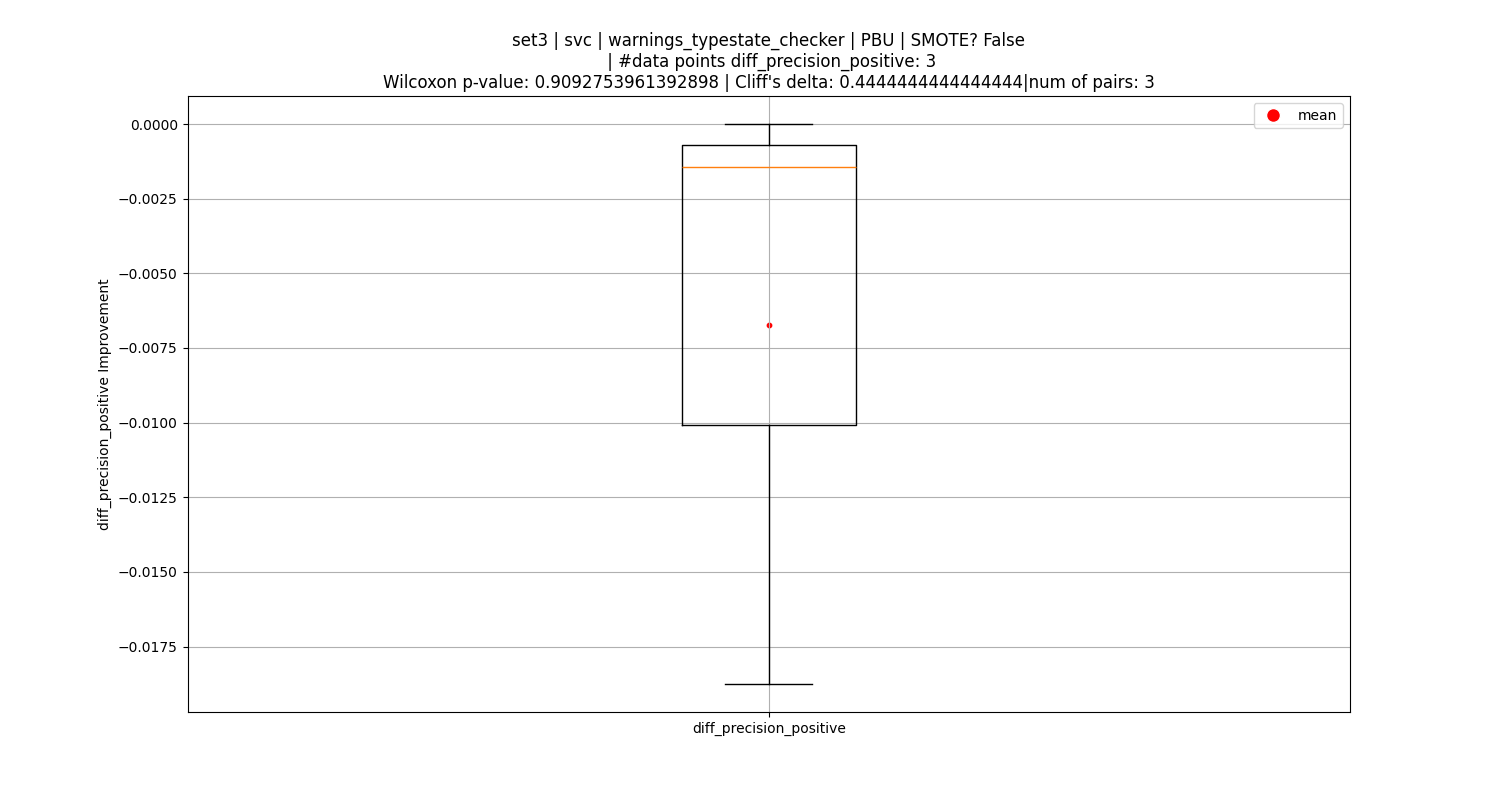 set3 | svc | warnings_typestate_checker | PBU | SMOTE? False
| #data points diff_precision_positive: 3
Wilcoxon p-value: 0.9092753961392898 | Cliff's delta: 0.4444444444444444|num of pairs: 3
mean
0.0000
−0.0025
−0.0050
−0.0075
−0.0100
−0.0125
−0.0150
−0.0175
diff_precision_positive Improvement
diff_precision_positive